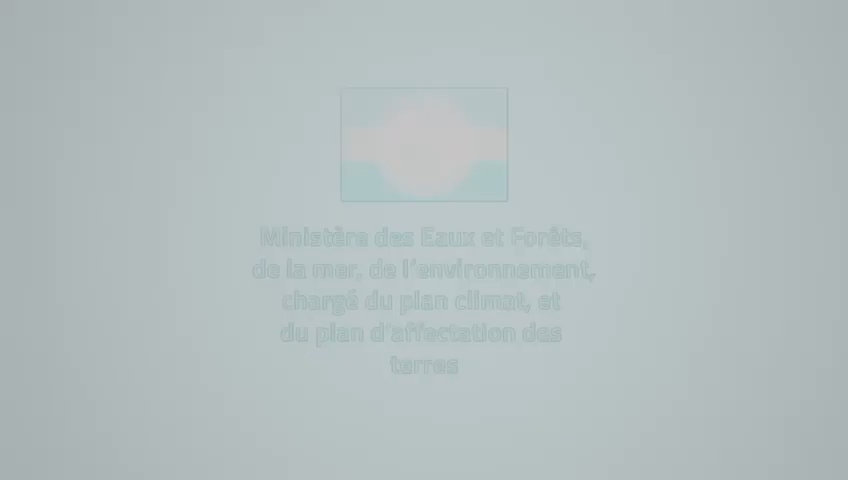 Ministère des Eaux et Forêts,
de la mer, de l'environnement,
chargé du plan climat, et
du plan d'affectation des
terres